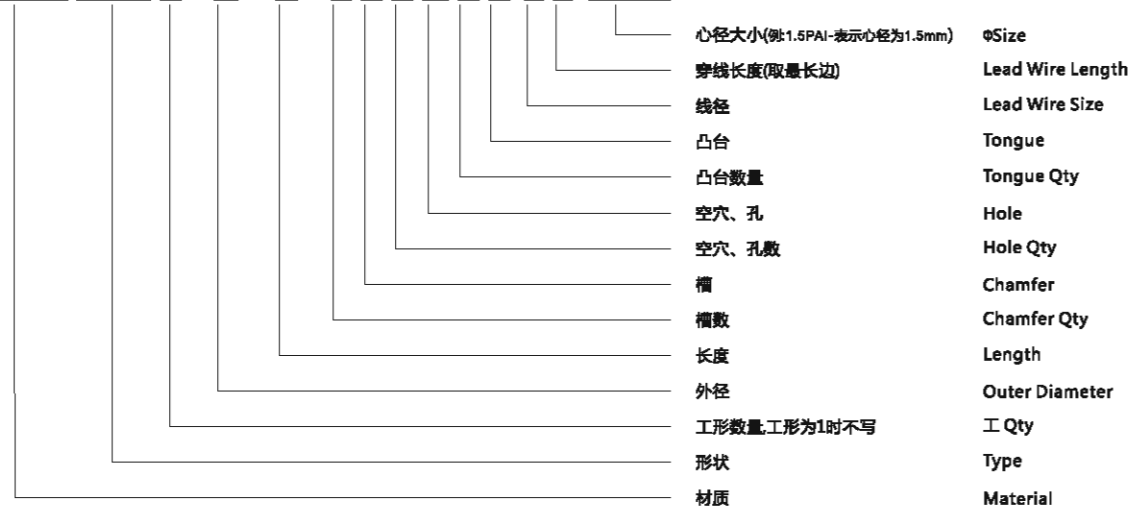 心径大小(例:1.5PAI-表示心径为1.5mm) ΦSize
穿线长度(取最长边) Lead Wire Length
线径 Lead Wire Size
凸台 Tongue
凸台数量 Tongue Qty
空穴、孔 Hole
空穴、孔数 Hole Qty
槽 Chamfer
槽数 Chamfer Qty
长度 Length
外径 Outer Diameter
工形数量,工形为1时不写 工 Qty
形状 Type
材质 Material